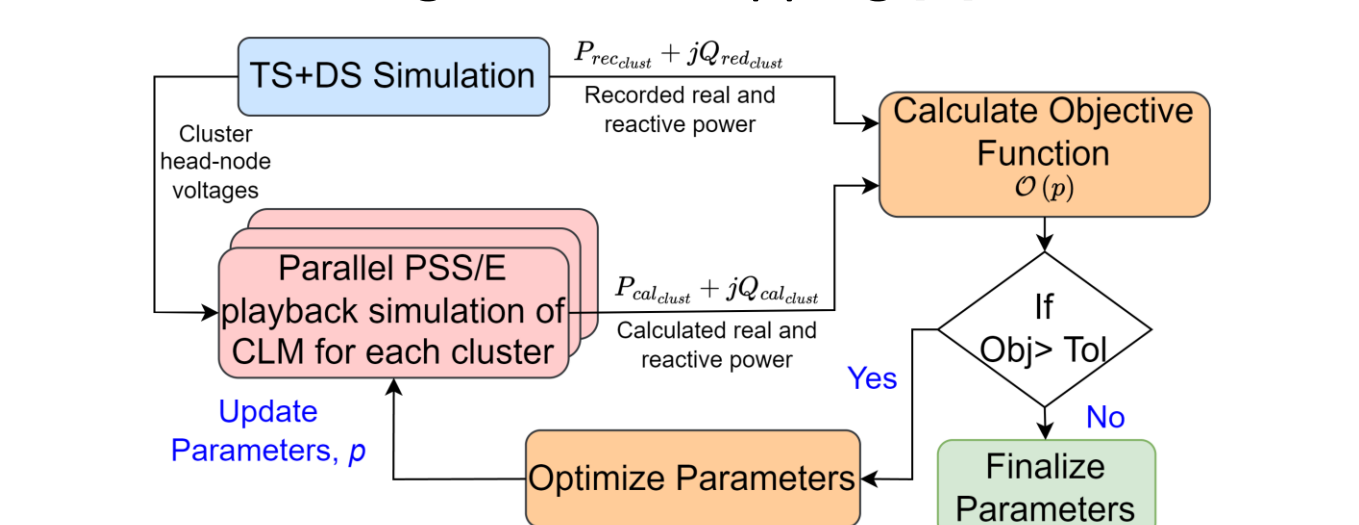 TS+DS Simulation
P_{rec_{clust}} + jQ_{red_{clust}}
Recorded real and
reactive power
Calculate Objective
Function
𝒪(p)
Cluster
head-node
voltages
Parallel PSS/E
playback simulation of
CLM for each cluster
P_{cal_{clust}} + jQ_{cal_{clust}}
Calculated real and
reactive power
If
Obj> Tol
Yes
No
Update
Parameters, p
Optimize Parameters
Finalize
Parameters